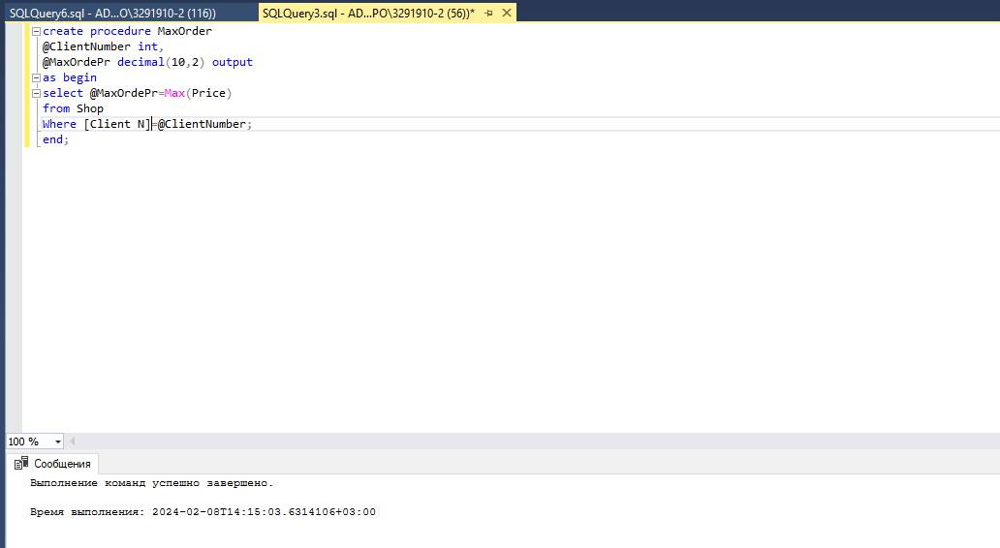 SQLQuery6.sql - AD...O\3291910-2 (116))
SQLQuery3.sql - AD...PO\3291910-2 (56))*
create procedure MaxOrder
@ClientNumber int,
@MaxOrdePr decimal(10,2) output
as begin
select @MaxOrdePr=Max(Price)
from Shop
Where [Client N]=@ClientNumber;
end;
100 %
Сообщения
Выполнение команд успешно завершено.
Время выполнения: 2024-02-08T14:15:03.6314106+03:00